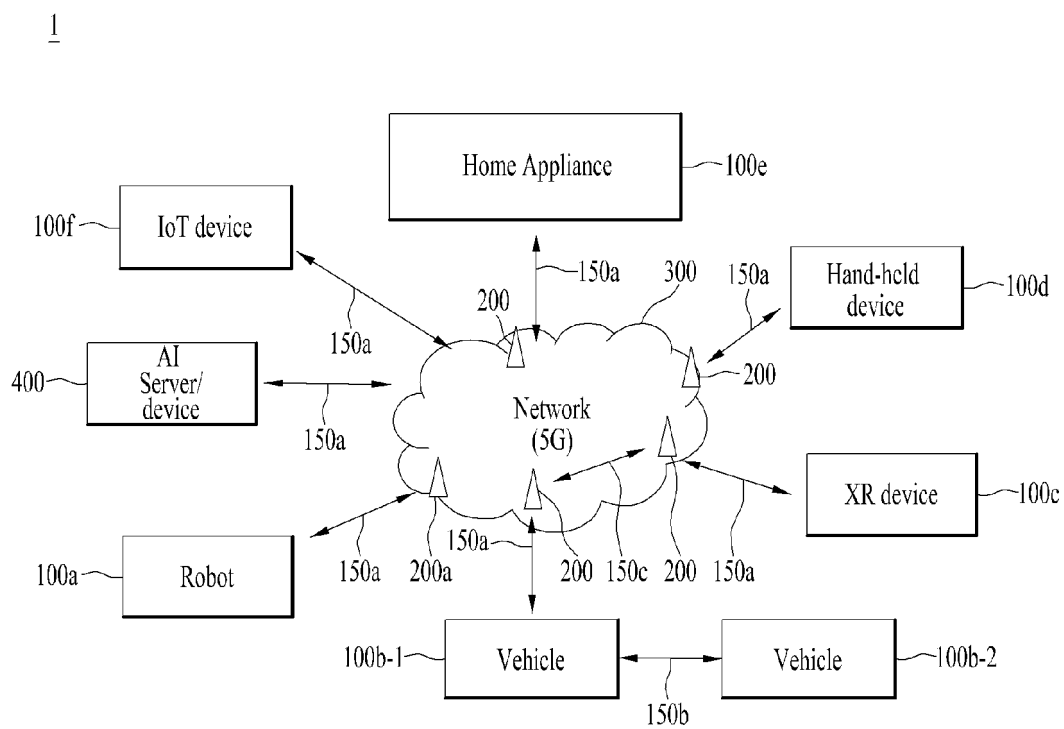 1
Home Appliance
100e
IoT device
100f
150a
300
Hand-held
device
100d
150a
200
150a
200
AI
Server/
device
400
150a
Network
(5G)
XR device
100c
150a
Robot
100a
150a
200a
150a
200
150c
200
Vehicle
100b-1
Vehicle
100b-2
150b